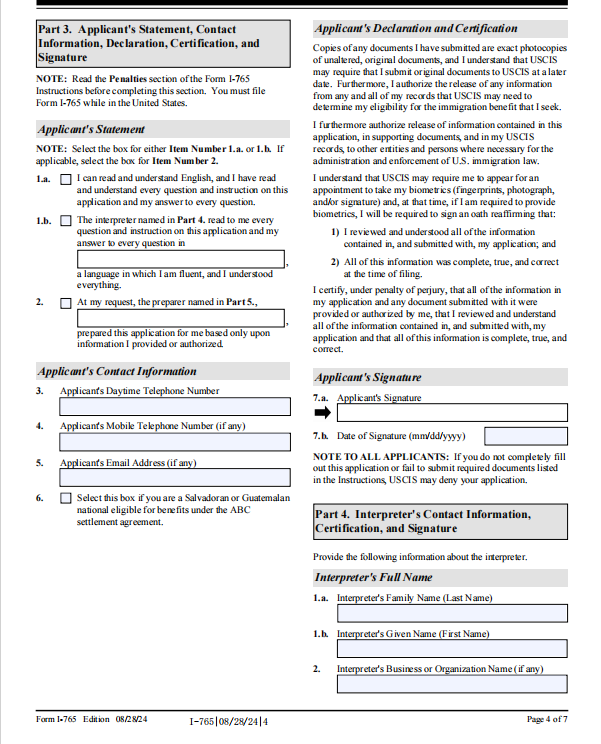 Part 3. Applicant's Statement, Contact
Information, Declaration, Certification, and
Signature
NOTE: Read the Penalties section of the Form I-765
Instructions before completing this section. You must file
Form I-765 while in the United States.
Applicant's Statement
NOTE: Select the box for either Item Number 1.a. or 1.b. If
applicable, select the box for Item Number 2.
1.a. I can read and understand English, and I have read
and understand every question and instruction on this
application and my answer to every question.
1.b. The interpreter named in Part 4. read to me every
question and instruction on this application and my
answer to every question in
,
a language in which I am fluent, and I understood
everything.
2. At my request, the preparer named in Part 5.,
,
prepared this application for me based only upon
information I provided or authorized.
Applicant's Contact Information
3. Applicant's Daytime Telephone Number
4. Applicant's Mobile Telephone Number (if any)
5. Applicant's Email Address (if any)
6. Select this box if you are a Salvadoran or Guatemalan
national eligible for benefits under the ABC
settlement agreement.
Applicant's Declaration and Certification
Copies of any documents I have submitted are exact photocopies
of unaltered, original documents, and I understand that USCIS
may require that I submit original documents to USCIS at a later
date. Furthermore, I authorize the release of any information
from any and all of my records that USCIS may need to
determine my eligibility for the immigration benefit that I seek.
I furthermore authorize release of information contained in this
application, in supporting documents, and in my USCIS
records, to other entities and persons where necessary for the
administration and enforcement of U.S. immigration law.
I understand that USCIS may require me to appear for an
appointment to take my biometrics (fingerprints, photograph,
and/or signature) and, at that time, if I am required to provide
biometrics, I will be required to sign an oath reaffirming that:
1) I reviewed and understood all of the information
contained in, and submitted with, my application; and
2) All of this information was complete, true, and correct
at the time of filing.
I certify, under penalty of perjury, that all of the information in
my application and any document submitted with it were
provided or authorized by me, that I reviewed and understand
all of the information contained in, and submitted with, my
application and that all of this information is complete, true, and
correct.
Applicant's Signature
7.a. Applicant's Signature
7.b. Date of Signature (mm/dd/yyyy)
NOTE TO ALL APPLICANTS: If you do not completely fill
out this application or fail to submit required documents listed
in the Instructions, USCIS may deny your application.
Part 4. Interpreter's Contact Information,
Certification, and Signature
Provide the following information about the interpreter.
Interpreter's Full Name
1.a. Interpreter's Family Name (Last Name)
1.b. Interpreter's Given Name (First Name)
2. Interpreter's Business or Organization Name (if any)
Form I-765 Edition 08/28/24
I-765|08/28/24|4
Page 4 of 7